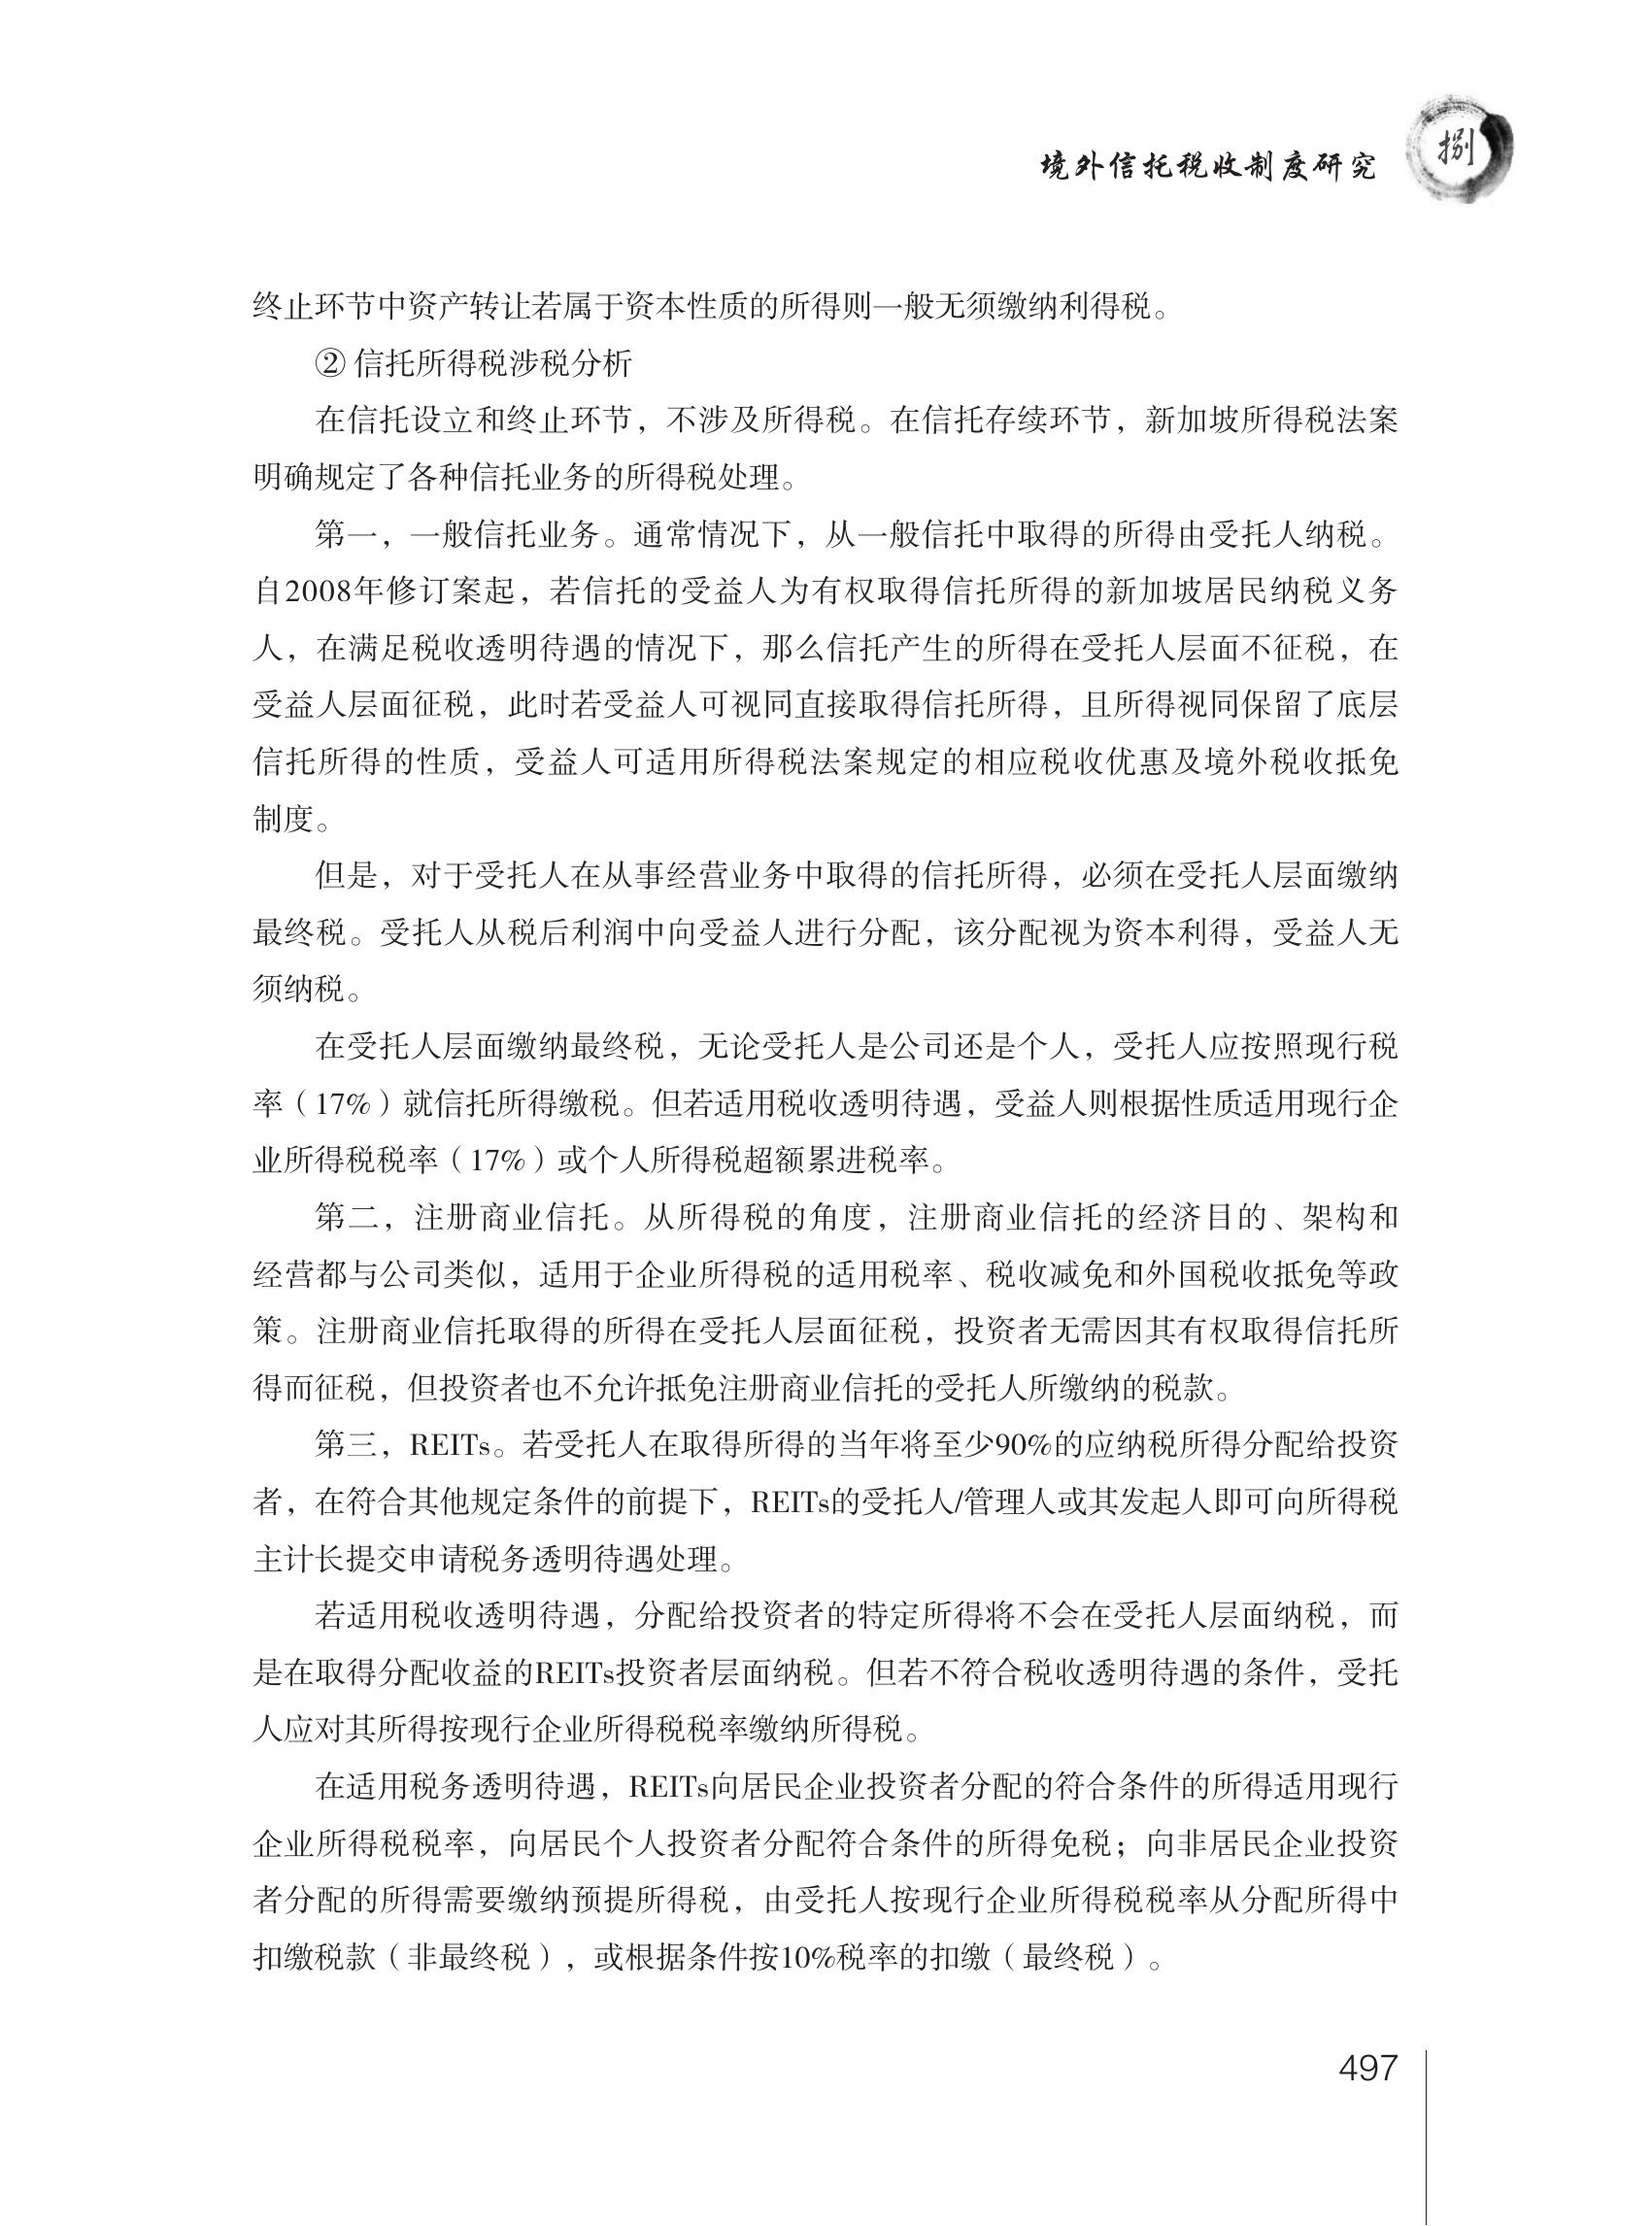 境外信托税收制度研究
捌
终止环节中资产转让若属于资本性质的所得则一般无须缴纳利得税。
② 信托所得税涉税分析
在信托设立和终止环节，不涉及所得税。在信托存续环节，新加坡所得税法案
明确规定了各种信托业务的所得税处理。
第一，一般信托业务。通常情况下，从一般信托中取得的所得由受托人纳税。
自2008年修订案起，若信托的受益人为有权取得信托所得的新加坡居民纳税义务
人，在满足税收透明待遇的情况下，那么信托产生的所得在受托人层面不征税，在
受益人层面征税，此时若受益人可视同直接取得信托所得，且所得视同保留了底层
信托所得的性质，受益人可适用所得税法案规定的相应税收优惠及境外税收抵免
制度。
但是，对于受托人在从事经营业务中取得的信托所得，必须在受托人层面缴纳
最终税。受托人从税后利润中向受益人进行分配，该分配视为资本利得，受益人无
须纳税。
在受托人层面缴纳最终税，无论受托人是公司还是个人，受托人应按照现行税
率（17%）就信托所得缴税。但若适用税收透明待遇，受益人则根据性质适用现行企
业所得税税率（17%）或个人所得税超额累进税率。
第二，注册商业信托。从所得税的角度，注册商业信托的经济目的、架构和
经营都与公司类似，适用于企业所得税的适用税率、税收减免和外国税收抵免等政
策。注册商业信托取得的所得在受托人层面征税，投资者无需因其有权取得信托所
得而征税，但投资者也不允许抵免注册商业信托的受托人所缴纳的税款。
第三，REITs。若受托人在取得所得的当年将至少90%的应纳税所得分配给投资
者，在符合其他规定条件的前提下，REITs的受托人/管理人或其发起人即可向所得税
主计长提交申请税务透明待遇处理。
若适用税收透明待遇，分配给投资者的特定所得将不会在受托人层面纳税，而
是在取得分配收益的REITs投资者层面纳税。但若不符合税收透明待遇的条件，受托
人应对其所得按现行企业所得税税率缴纳所得税。
在适用税务透明待遇，REITs向居民企业投资者分配的符合条件的所得适用现行
企业所得税税率，向居民个人投资者分配符合条件的所得免税；向非居民企业投资
者分配的所得需要缴纳预提所得税，由受托人按现行企业所得税税率从分配所得中
扣缴税款（非最终税），或根据条件按10%税率的扣缴（最终税）。
497